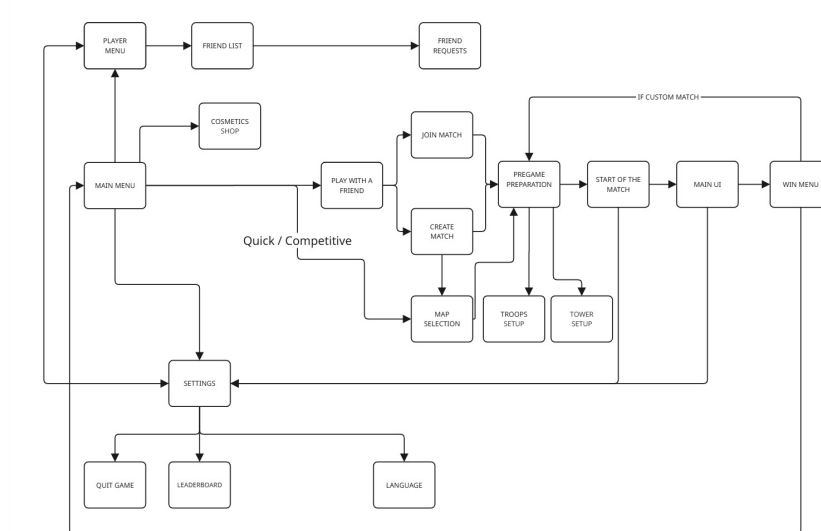 PLAYER
MENU
FRIEND LIST
FRIEND
REQUESTS
IF CUSTOM MATCH
COSMETICS
SHOP
JOIN MATCH
MAIN MENU
PLAY WITH A
FRIEND
PREGAME
PREPARATION
START OF THE
MATCH
MAIN UI
WIN MENU
CREATE
MATCH
Quick / Competitive
MAP
SELECTION
TROOPS
SETUP
TOWER
SETUP
SETTINGS
QUIT GAME
LEADERBOARD
LANGUAGE